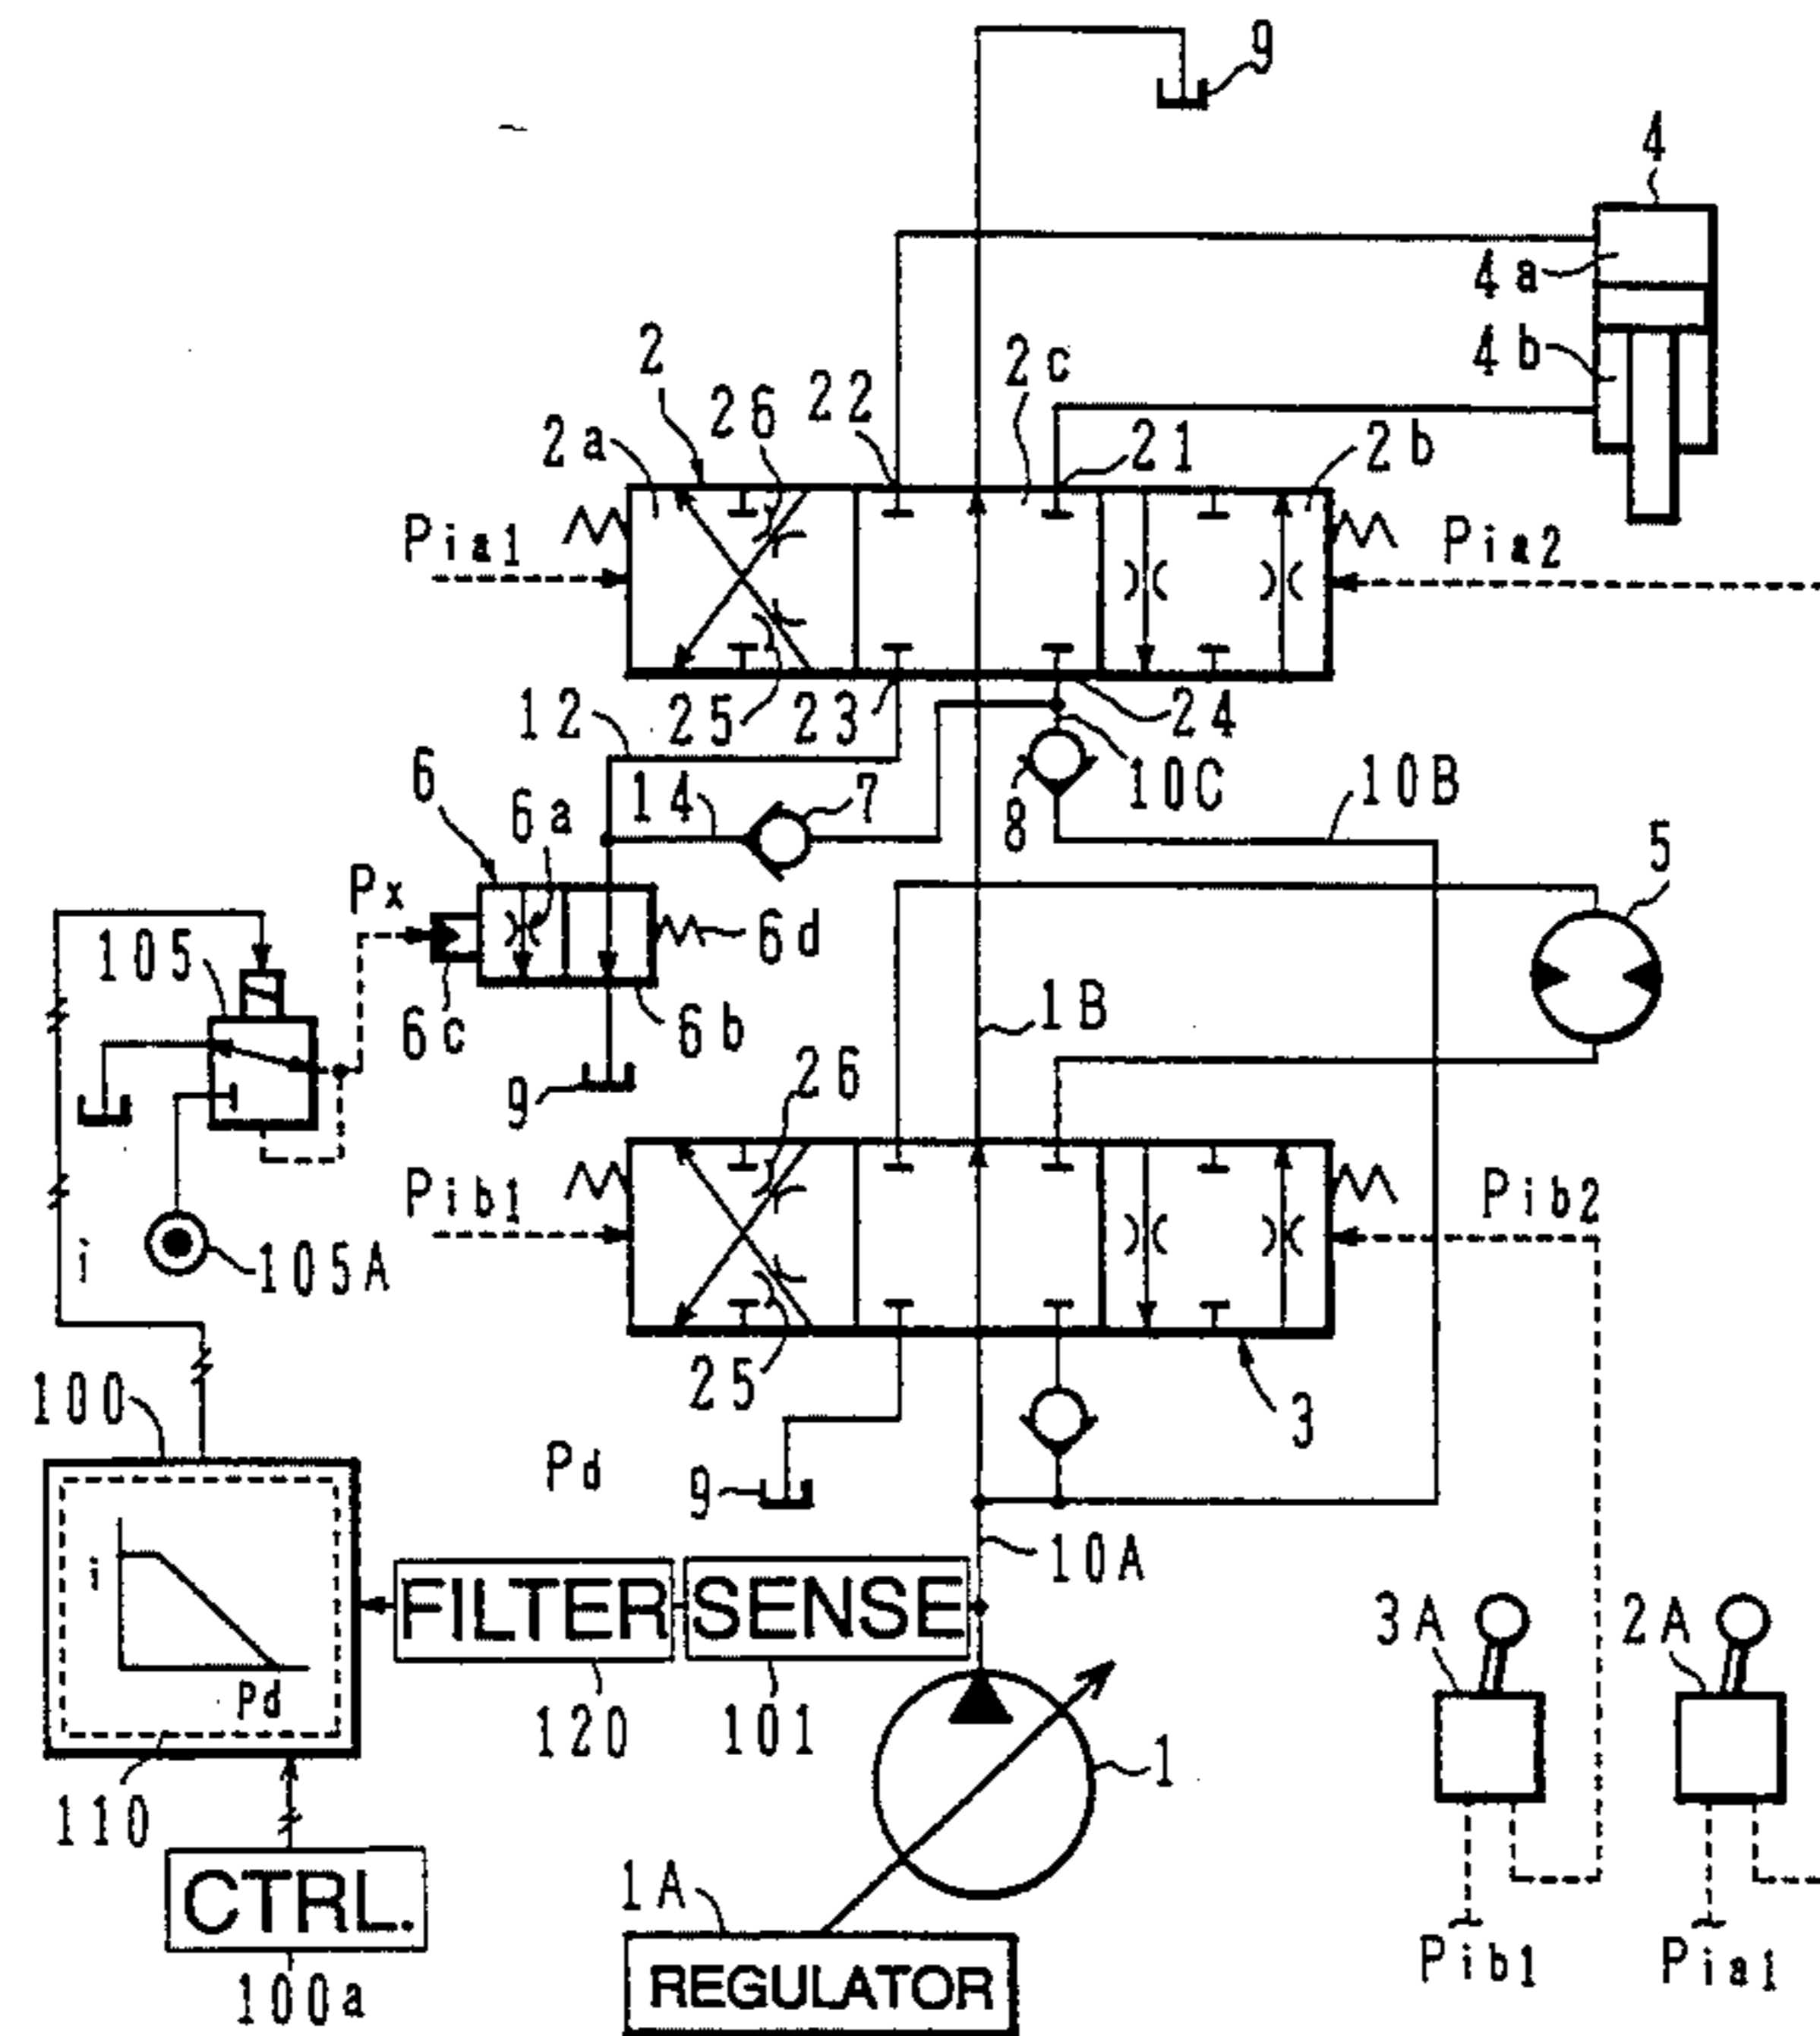 9
4
4a
4b
2
2a
26
22
2c
21
2b
Pia1
Pia2
12
25
23
24
10C
10B
6
6a
14
7
8
5
Px
6d
105
6c
6b
1B
9
26
Pib1
Pib2
i
105A
25
3
100
Pd
9
10A
i
Pd
FILTER
SENSE
3A
2A
120
101
1
110
CTRL.
100a
1A
REGULATOR
Pib1
Pia1